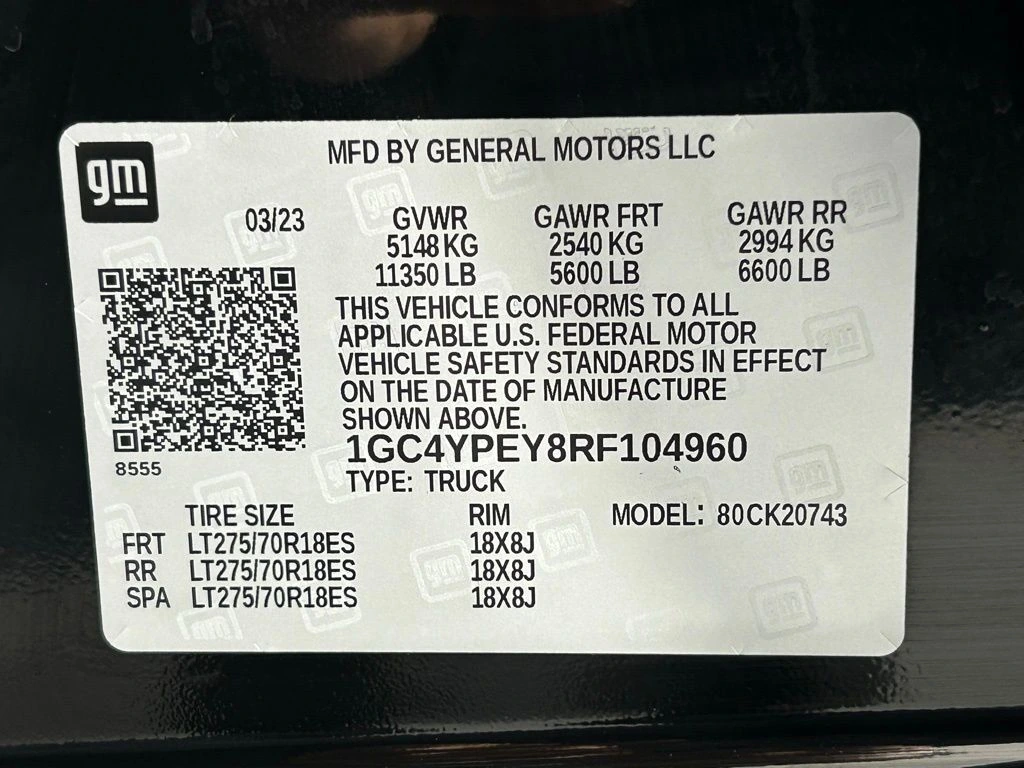 gm
MFD BY GENERAL MOTORS LLC
03/23 GVWR GAWR FRT GAWR RR
5148 KG 2540 KG 2994 KG
11350 LB 5600 LB 6600 LB
THIS VEHICLE CONFORMS TO ALL
APPLICABLE U.S. FEDERAL MOTOR
VEHICLE SAFETY STANDARDS IN EFFECT
ON THE DATE OF MANUFACTURE
SHOWN ABOVE.
1GC4YPEY8RF104960
8555
TYPE: TRUCK
TIRE SIZE RIM MODEL: 80CK20743
FRT LT275/70R18ES 18X8J
RR LT275/70R18ES 18X8J
SPA LT275/70R18ES 18X8J